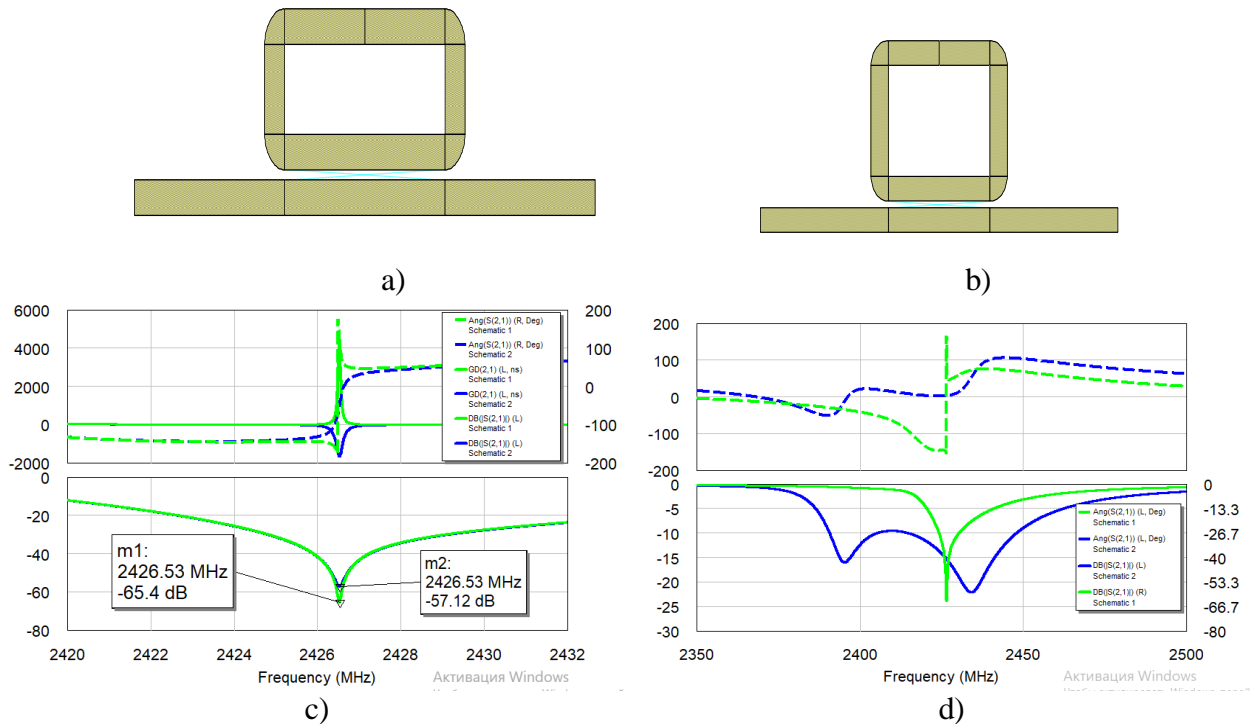 a)
b)
6000
4000
2000
0
-2000
200
100
0
-100
-200
Ang(S(2,1)) (R, Deg)
Schematic 1
Ang(S(2,1)) (R, Deg)
Schematic 2
GD(2,1) (L, ns)
Schematic 1
GD(2,1) (L, ns)
Schematic 2
DB(|S(2,1)|) (L)
Schematic 1
DB(|S(2,1)|) (L)
Schematic 2
0
-20
-40
-60
-80
m1:
2426.53 MHz
-65.4 dB
m2:
2426.53 MHz
-57.12 dB
2420 2422 2424 2426 2428 2430 2432
Frequency (MHz)
Активация Windows
c)
200
100
0
-100
-200
0
-5
-10
-15
-20
-25
-30
0
-13.3
-26.7
-40
-53.3
-66.7
-80
Ang(S(2,1)) (L, Deg)
Schematic 1
Ang(S(2,1)) (L, Deg)
Schematic 2
DB(|S(2,1)|) (L)
Schematic 2
DB(|S(2,1)|) (R)
Schematic 1
2350 2400 2450 2500
Frequency (MHz)
Активация Windows
d)